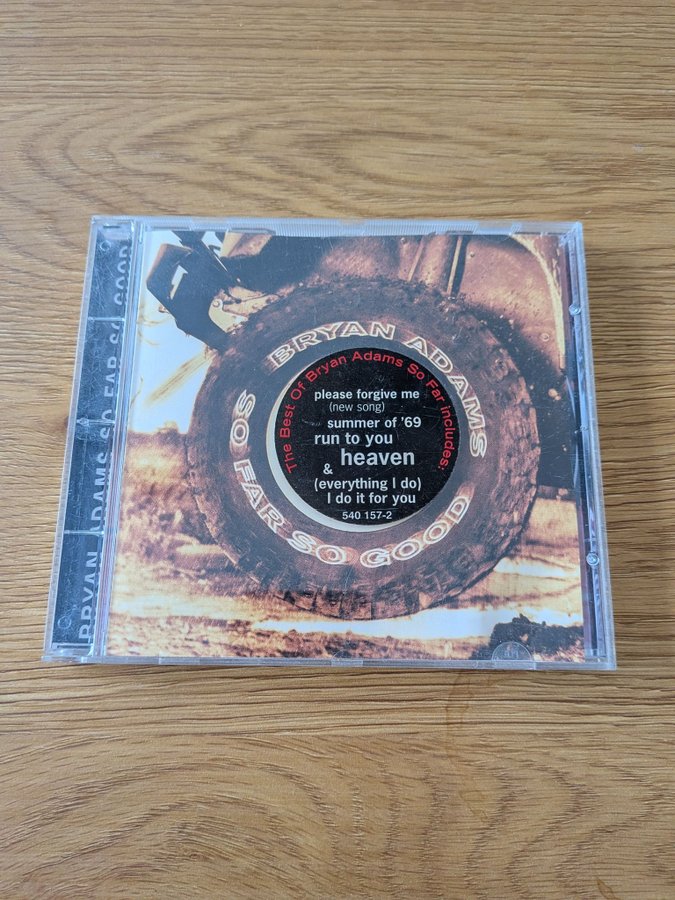 BRYAN ADAMS SO FAR SO GOOD
BRYAN ADAMS
SO FAR SO GOOD
The Best Of Bryan Adams So Far includes:
please forgive me
(new song)
summer of '69
run to you
heaven
&
(everything I do)
I do it for you
540 157-2